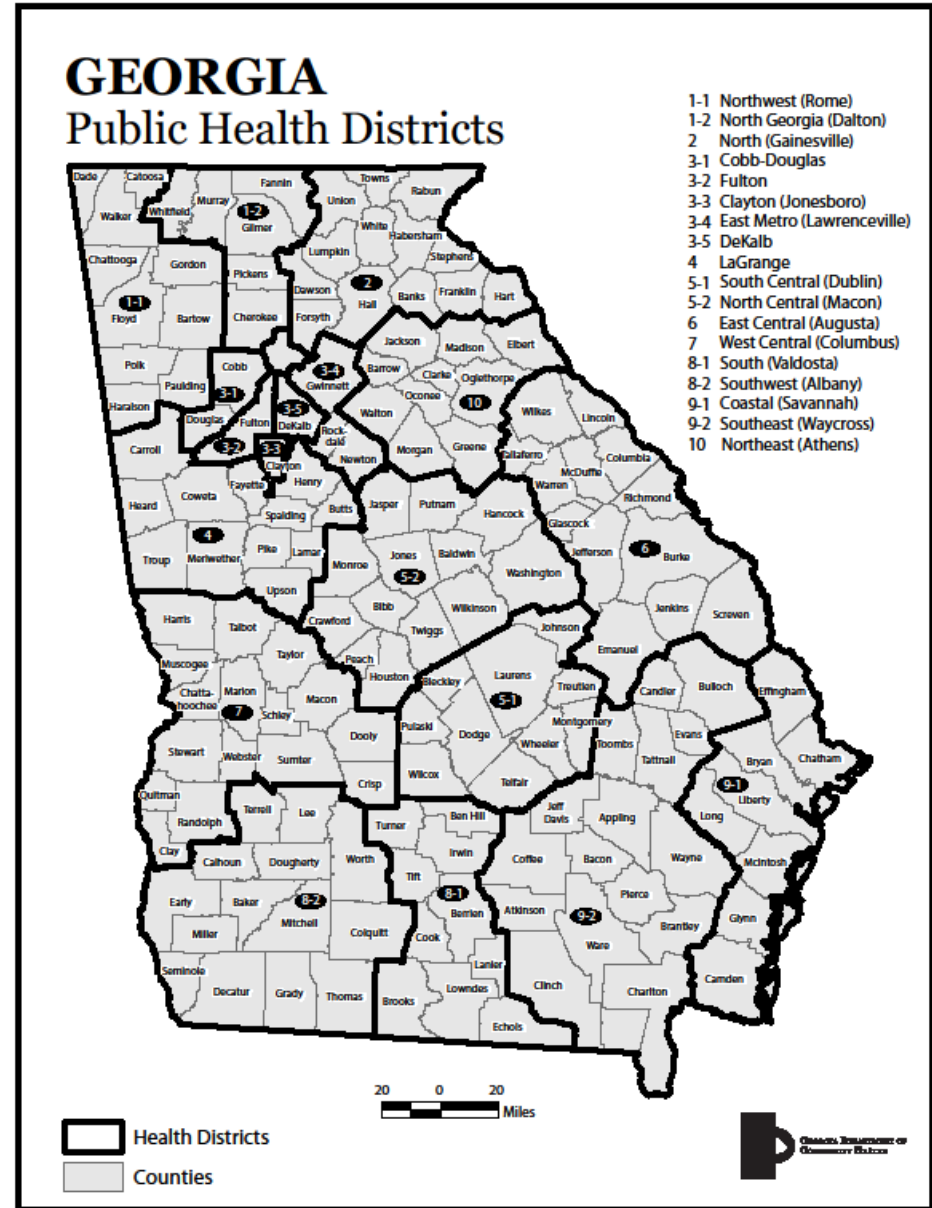 GEORGIA
Public Health Districts
1-1 Northwest (Rome)
1-2 North Georgia (Dalton)
2 North (Gainesville)
3-1 Cobb-Douglas
3-2 Fulton
3-3 Clayton (Jonesboro)
3-4 East Metro (Lawrenceville)
3-5 DeKalb
4 LaGrange
5-1 South Central (Dublin)
5-2 North Central (Macon)
6 East Central (Augusta)
7 West Central (Columbus)
8-1 South (Valdosta)
8-2 Southwest (Albany)
9-1 Coastal (Savannah)
9-2 Southeast (Waycross)
10 Northeast (Athens)
Dade
Catoosa
Fannin
Towns
Rabun
Walker
Whitfield
Murray
1-2
Gilmer
Union
White
Habersham
Lumpkin
Stephens
Chattooga
Gordon
Pickens
Dawson
2
Hall
Banks
Franklin
Hart
1-1
Floyd
Bartow
Cherokee
Forsyth
Jackson
Madison
Elbert
Polk
Paulding
Cobb
3-1
3-4
Gwinnett
Barrow
Clarke
Oglethorpe
Oconee
10
Haralson
Douglas
Fulton
3-5
DeKalb
Rock-
dale
Walton
Morgan
Greene
Wilkes
Lincoln
Carroll
3-2
3-3
Clayton
Newton
Taliaferro
McDuffie
Columbia
Warren
Heard
Coweta
Fayette
Henry
Spalding
Butts
Jasper
Putnam
Hancock
Richmond
Glascock
Troup
4
Meriwether
Pike
Lamar
Monroe
Jones
5-2
Baldwin
Washington
Jefferson
6
Burke
Upson
Bibb
Wilkinson
Jenkins
Screven
Harris
Talbot
Crawford
Twiggs
Johnson
Emanuel
Muscogee
Taylor
Peach
Houston
Bleckley
Laurens
Treutlen
Candler
Bulloch
Effingham
Chatta-
hoochee
Marion
7
Schley
Macon
Dooly
Pulaski
5-1
Dodge
Montgomery
Wheeler
Toombs
Evans
Tattnall
Bryan
Chatham
Stewart
Webster
Sumter
Crisp
Wilcox
Telfair
9-1
Liberty
Long
Quitman
Randolph
Terrell
Lee
Turner
Ben Hill
Jeff
Davis
Appling
Clay
Calhoun
Dougherty
Worth
Irwin
Coffee
Bacon
Wayne
McIntosh
Early
Baker
8-2
Mitchell
Tift
8-1
Berrien
Atkinson
9-2
Pierce
Brantley
Glynn
Miller
Colquitt
Cook
Ware
Seminole
Decatur
Grady
Thomas
Brooks
Lanier
Lowndes
Clinch
Charlton
Camden
Echols
20 0 20
Miles
Health Districts
Counties
Georgia Department of
Community Health